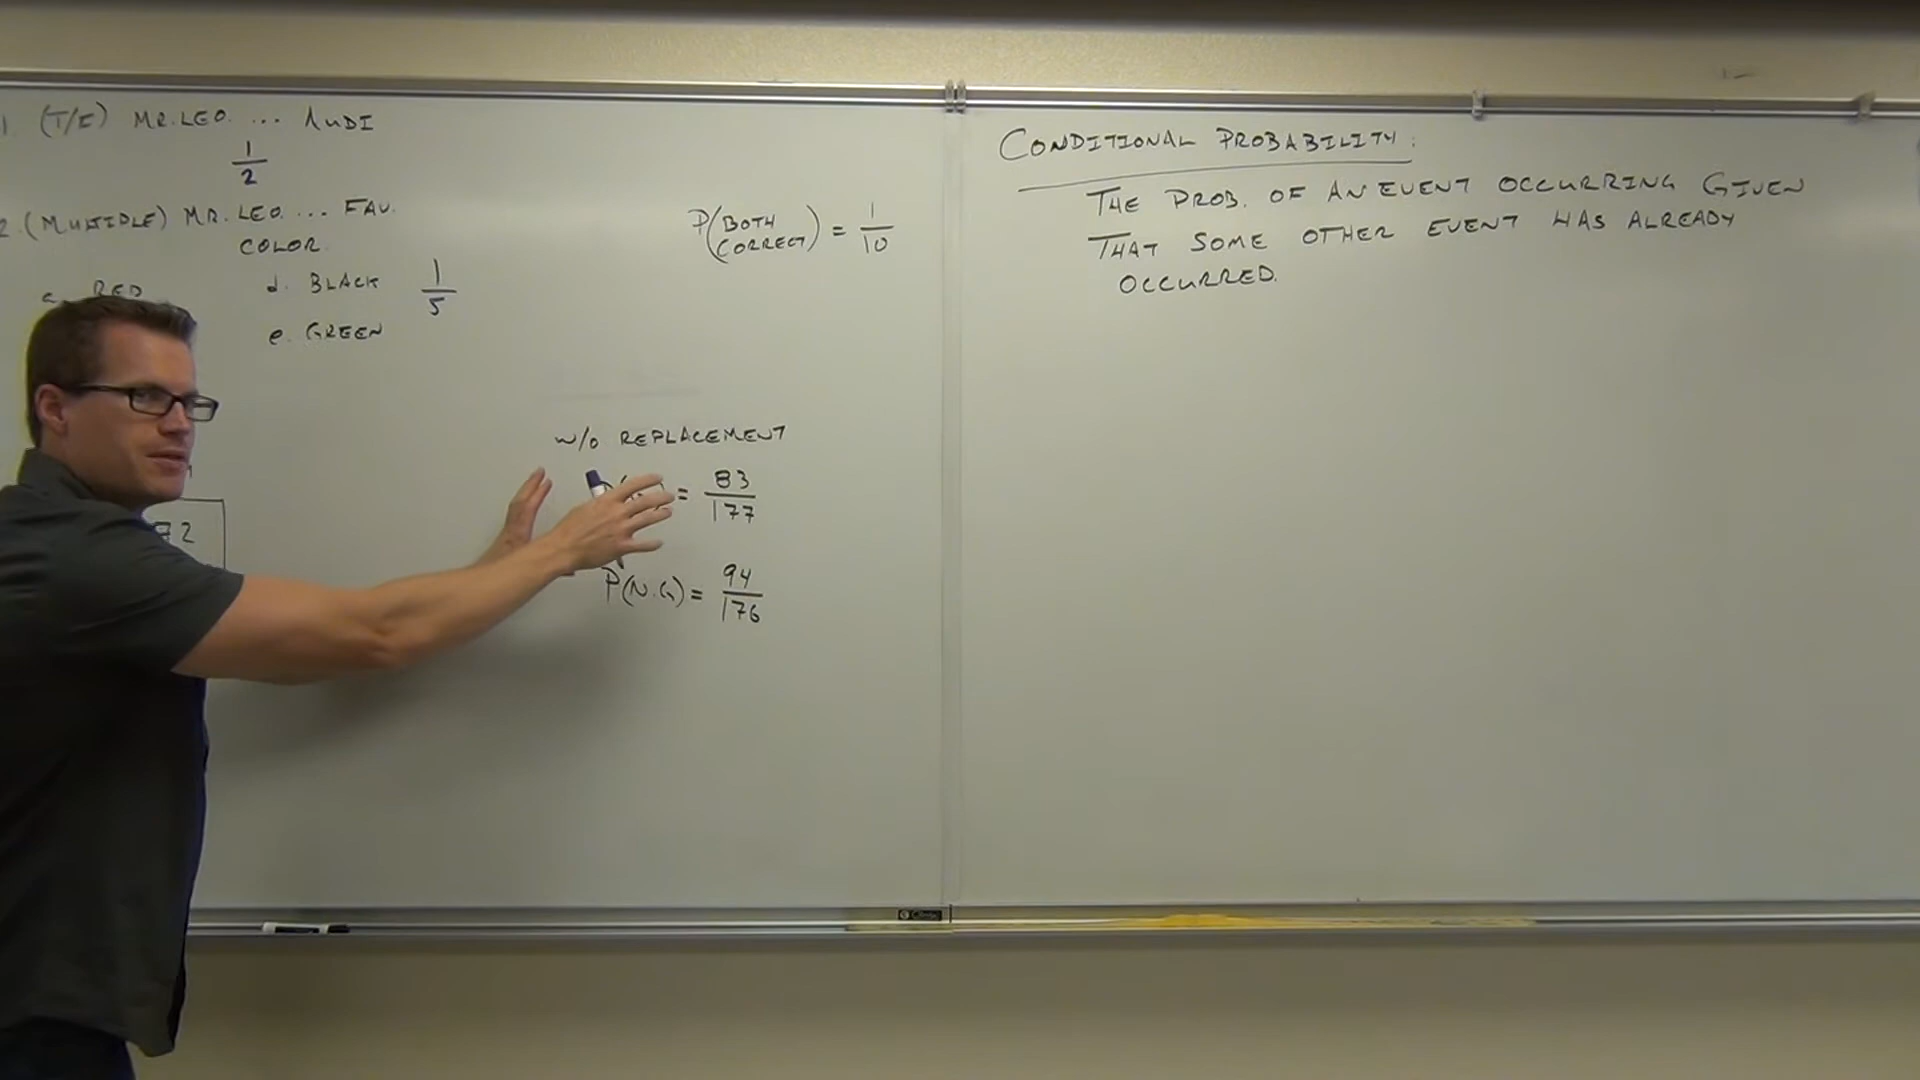 1. (T/F) MR. LEO. ... AUDI
1/2
2. (MULTIPLE) MR. LEO. ... FAV.
COLOR
RED
d. BLACK 1/5
e. GREEN
P(BOTH CORRECT) = 1/10
w/o REPLACEMENT
= 83/177
P(N.G) = 94/176
CONDITIONAL PROBABILITY:
THE PROB. OF AN EVENT OCCURRING GIVEN
THAT SOME OTHER EVENT HAS ALREADY
OCCURRED.